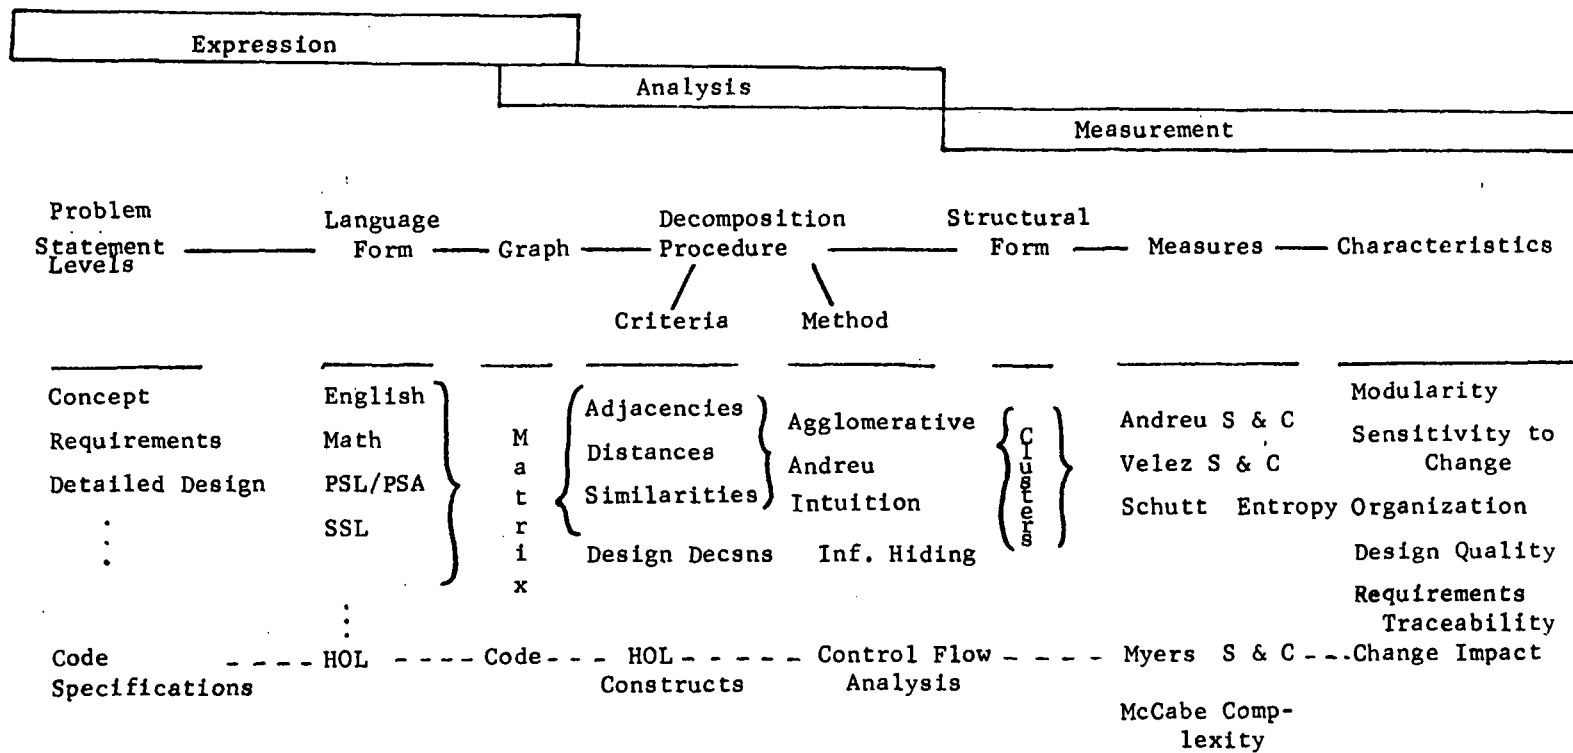 Expression
Analysis
Measurement
Problem
Statement
Levels
Language
Form
Graph
Decomposition
Procedure
Structural
Form
Measures
Characteristics
Criteria
Method
Concept
Requirements
Detailed Design
English
Math
PSL/PSA
SSL
Matrix
Adjacencies
Distances
Similarities
Design Decsns
Agglomerative
Andreu
Intuition
Inf. Hiding
Clusters
Andreu S & C
Velez S & C
Schutt Entropy
Modularity
Sensitivity to
Change
Organization
Design Quality
Requirements
Traceability
Code
Specifications
HOL
Code
HOL
Constructs
Control Flow
Analysis
Myers S & C
Change Impact
McCabe Comp-
lexity